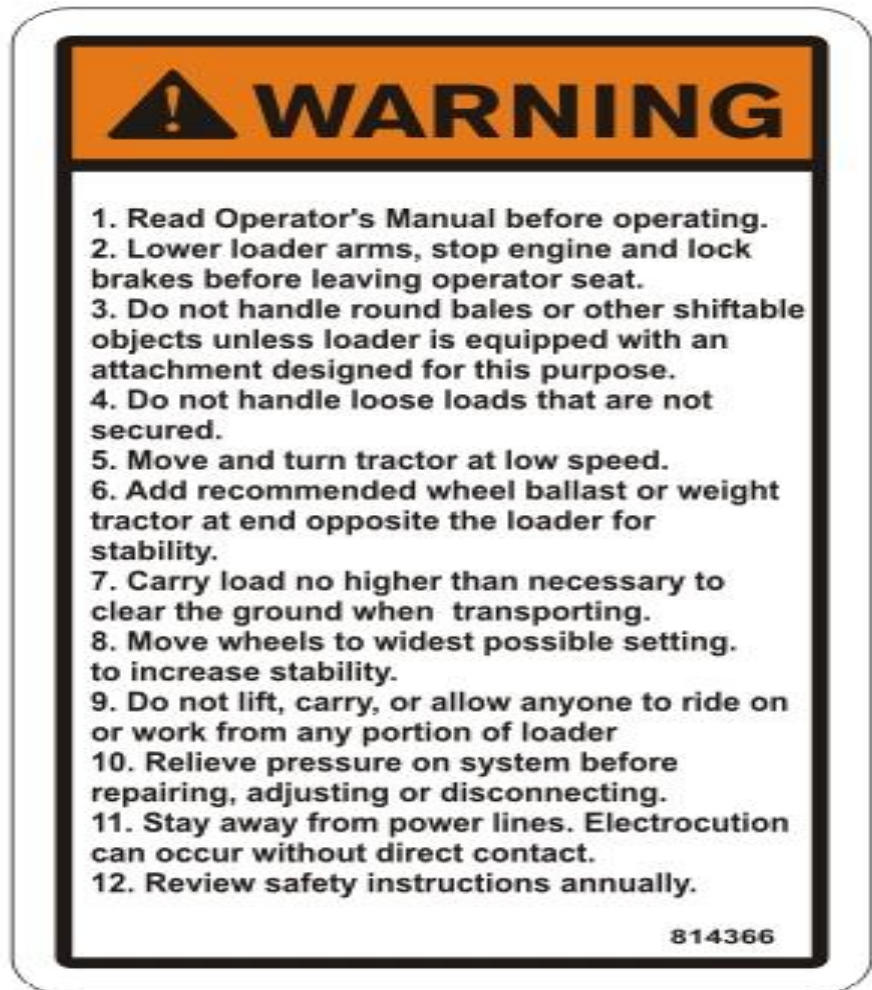 WARNING
1. Read Operator's Manual before operating.
2. Lower loader arms, stop engine and lock
brakes before leaving operator seat.
3. Do not handle round bales or other shiftable
objects unless loader is equipped with an
attachment designed for this purpose.
4. Do not handle loose loads that are not
secured.
5. Move and turn tractor at low speed.
6. Add recommended wheel ballast or weight
tractor at end opposite the loader for
stability.
7. Carry load no higher than necessary to
clear the ground when transporting.
8. Move wheels to widest possible setting.
to increase stability.
9. Do not lift, carry, or allow anyone to ride on
or work from any portion of loader
10. Relieve pressure on system before
repairing, adjusting or disconnecting.
11. Stay away from power lines. Electrocution
can occur without direct contact.
12. Review safety instructions annually.
814366